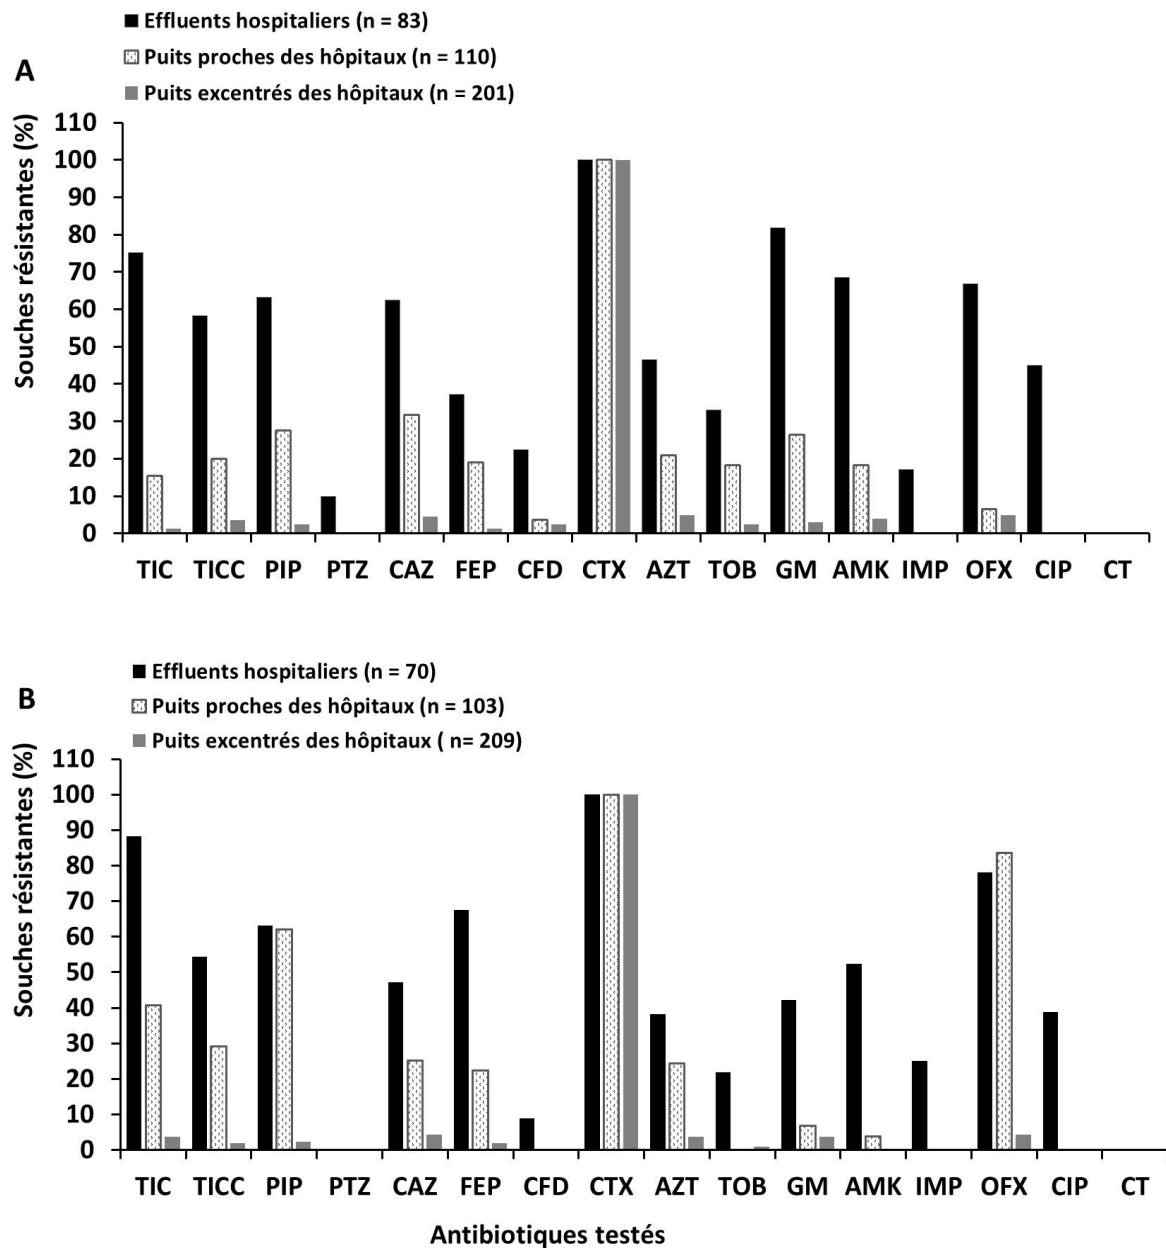 Effluents hospitaliers (n = 83)
Puits proches des hôpitaux (n = 110)
Puits excentrés des hôpitaux (n = 201)
A
Souches résistantes (%)
110
100
90
80
70
60
50
40
30
20
10
0
TIC TICC PIP PTZ CAZ FEP CFD CTX AZT TOB GM AMK IMP OFX CIP CT
Effluents hospitaliers (n = 70)
Puits proches des hôpitaux (n = 103)
Puits excentrés des hôpitaux ( n= 209)
B
Souches résistantes (%)
110
100
90
80
70
60
50
40
30
20
10
0
TIC TICC PIP PTZ CAZ FEP CFD CTX AZT TOB GM AMK IMP OFX CIP CT
Antibiotiques testés